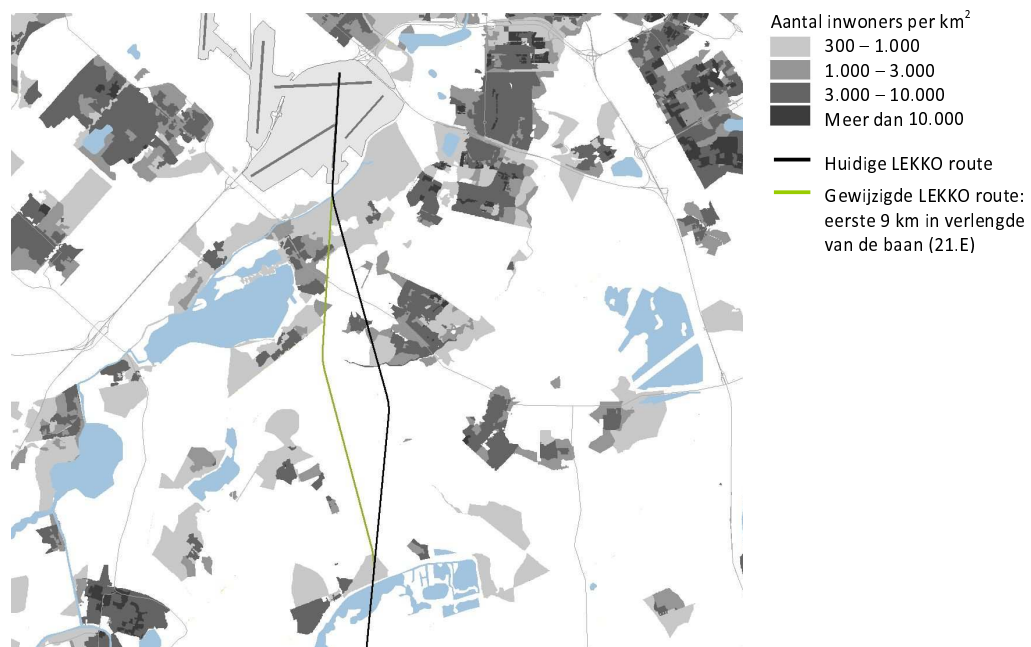 Aantal inwoners per km²
300 – 1.000
1.000 – 3.000
3.000 – 10.000
Meer dan 10.000
Huidige LEKKO route
Gewijzigde LEKKO route:
eerste 9 km in verlengde
van de baan (21.E)